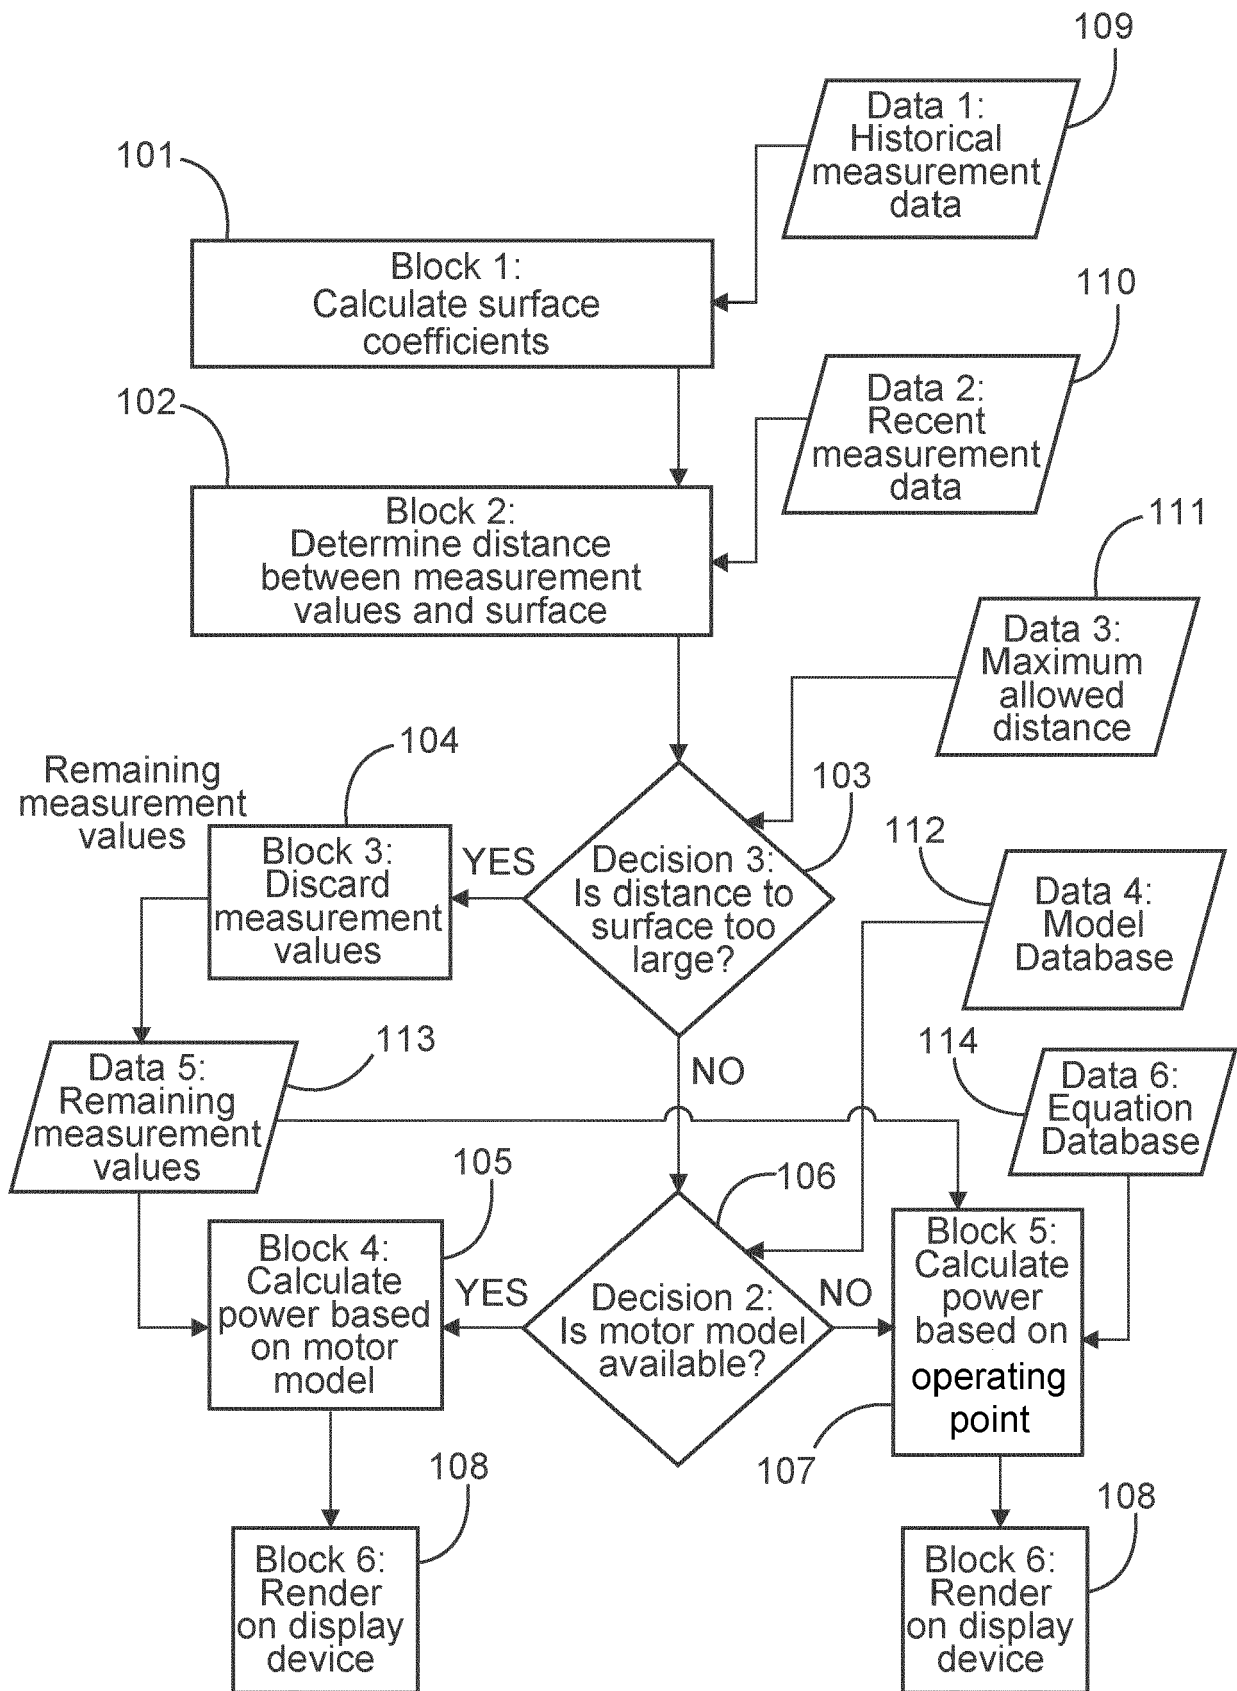 109
Data 1:
Historical
measurement
data
101
Block 1:
Calculate surface
coefficients
110
Data 2:
Recent
measurement
data
102
Block 2:
Determine distance
between measurement
values and surface
111
Data 3:
Maximum
allowed
distance
104
Remaining
measurement
values
103
Block 3:
Discard
measurement
values
YES
Decision 3:
Is distance to
surface too
large?
112
Data 4:
Model
Database
NO
113
Data 5:
Remaining
measurement
values
114
Data 6:
Equation
Database
105
106
Block 4:
Calculate
power based
on motor
model
YES
Decision 2:
Is motor model
available?
NO
Block 5:
Calculate
power
based on
operating
point
107
108
Block 6:
Render
on display
device
108
Block 6:
Render
on display
device